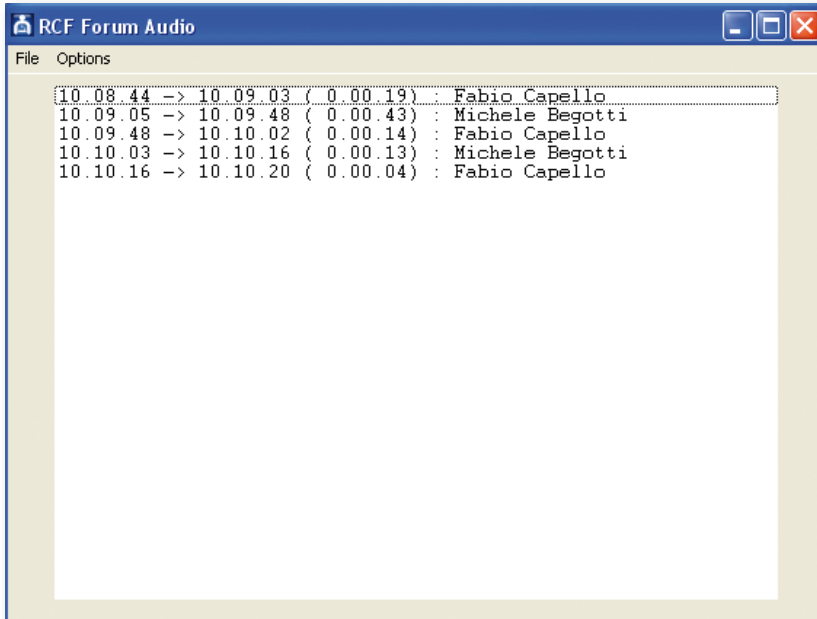 RCF Forum Audio
File Options
10.08.44 -> 10.09.03 ( 0.00.19) : Fabio Capello
10.09.05 -> 10.09.48 ( 0.00.43) : Michele Begotti
10.09.48 -> 10.10.02 ( 0.00.14) : Fabio Capello
10.10.03 -> 10.10.16 ( 0.00.13) : Michele Begotti
10.10.16 -> 10.10.20 ( 0.00.04) : Fabio Capello